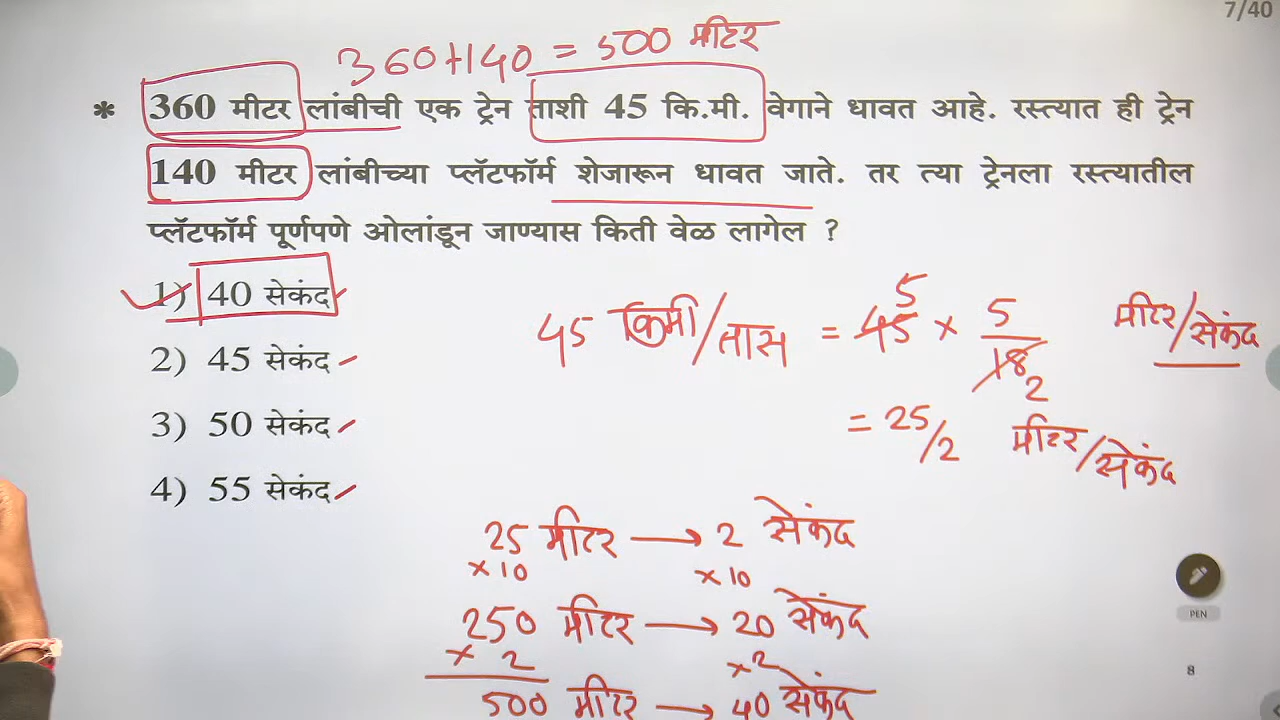 7/40
360+140 = 500 मीटर
* 360 मीटर लांबीची एक ट्रेन ताशी 45 कि.मी. वेगाने धावत आहे. रस्त्यात ही ट्रेन
140 मीटर लांबीच्या प्लॅटफॉर्म शेजारून धावत जाते. तर त्या ट्रेनला रस्त्यातील
प्लॅटफॉर्म पूर्णपणे ओलांडून जाण्यास किती वेळ लागेल ?
1) 40 सेकंद
2) 45 सेकंद
3) 50 सेकंद
4) 55 सेकंद
45 किमी/तास = 45 × 5/18 मीटर/सेकंद
5
2
= 25/2 मीटर/सेकंद
25 मीटर → 2 सेकंद
×10 ×10
250 मीटर → 20 सेकंद
× 2 ×2
500 मीटर → 40 सेकंद
PEN
8